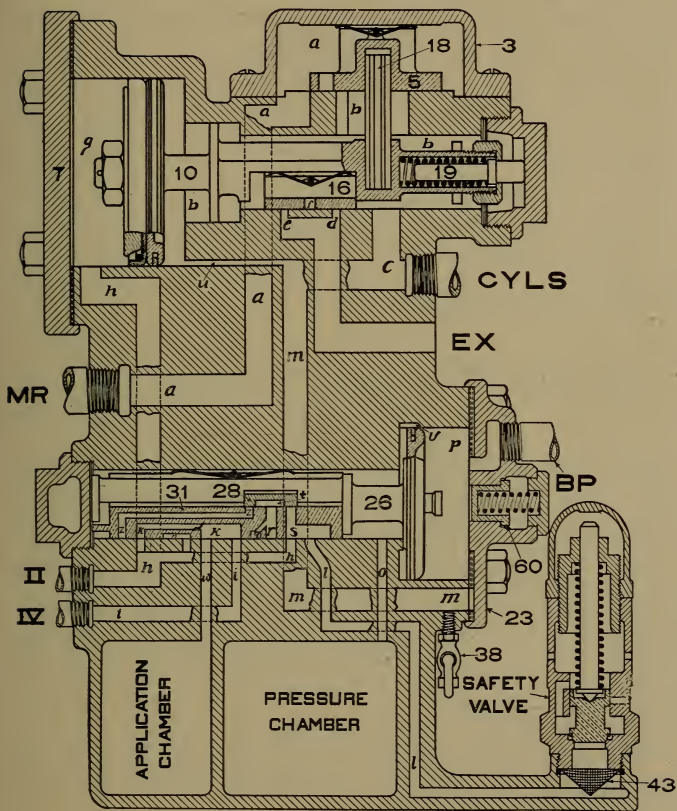 a
18
3
5
a
b
g
b
7
10
b
19
16
r
e
d
c
CYLS
h
u
a
m
EX
MR
a
U
p
BP
31
28
t
26
60
k
r
s
II
h
w
i
h
l
o
IV
i
m
m
23
38
APPLICATION
CHAMBER
PRESSURE
CHAMBER
SAFETY
VALVE
l
43